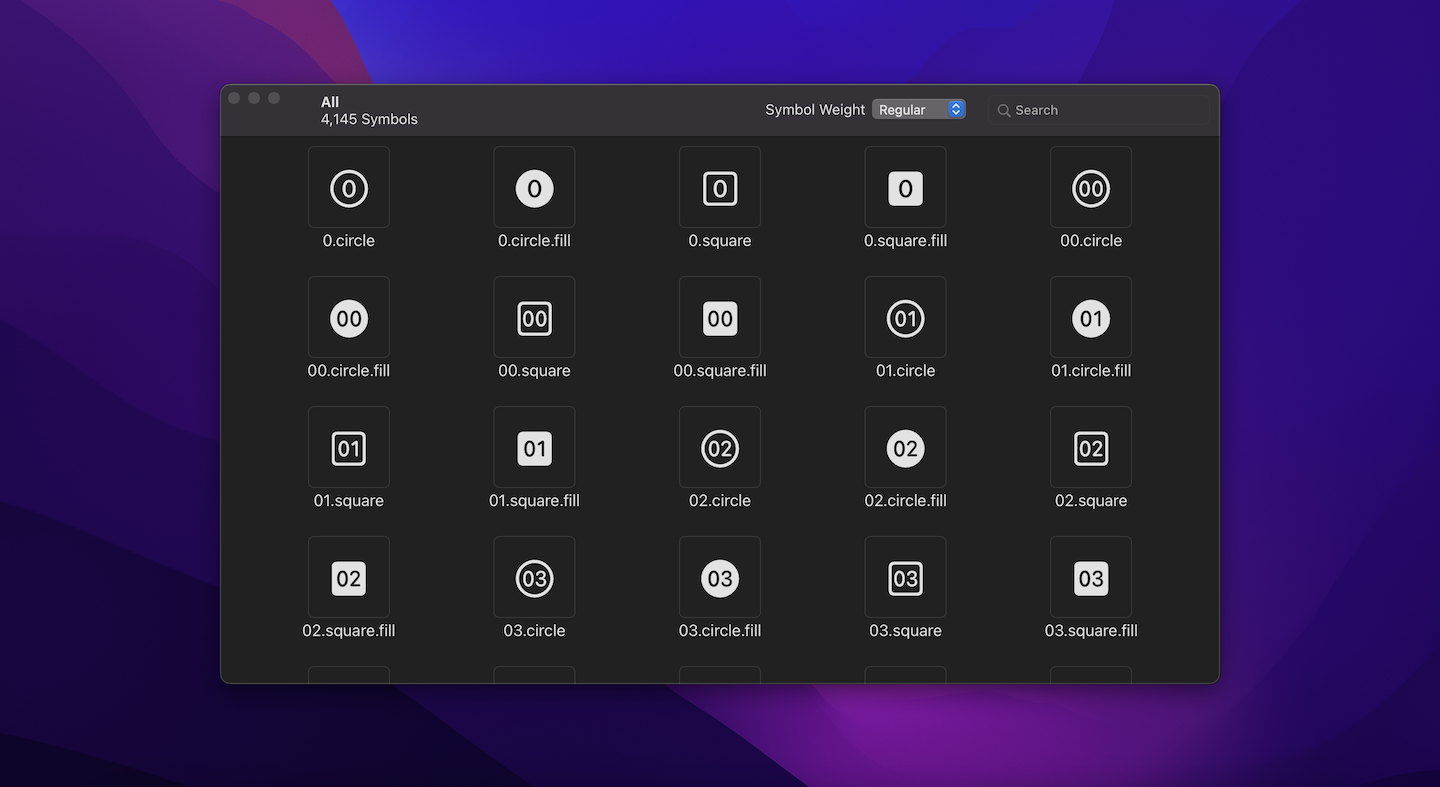 All
4,145 Symbols
Symbol Weight Regular Search
0 0 0 0 00
0.circle 0.circle.fill 0.square 0.square.fill 00.circle
00 00 00 01 01
00.circle.fill 00.square 00.square.fill 01.circle 01.circle.fill
01 01 02 02 02
01.square 01.square.fill 02.circle 02.circle.fill 02.square
02 03 03 03 03
02.square.fill 03.circle 03.circle.fill 03.square 03.square.fill